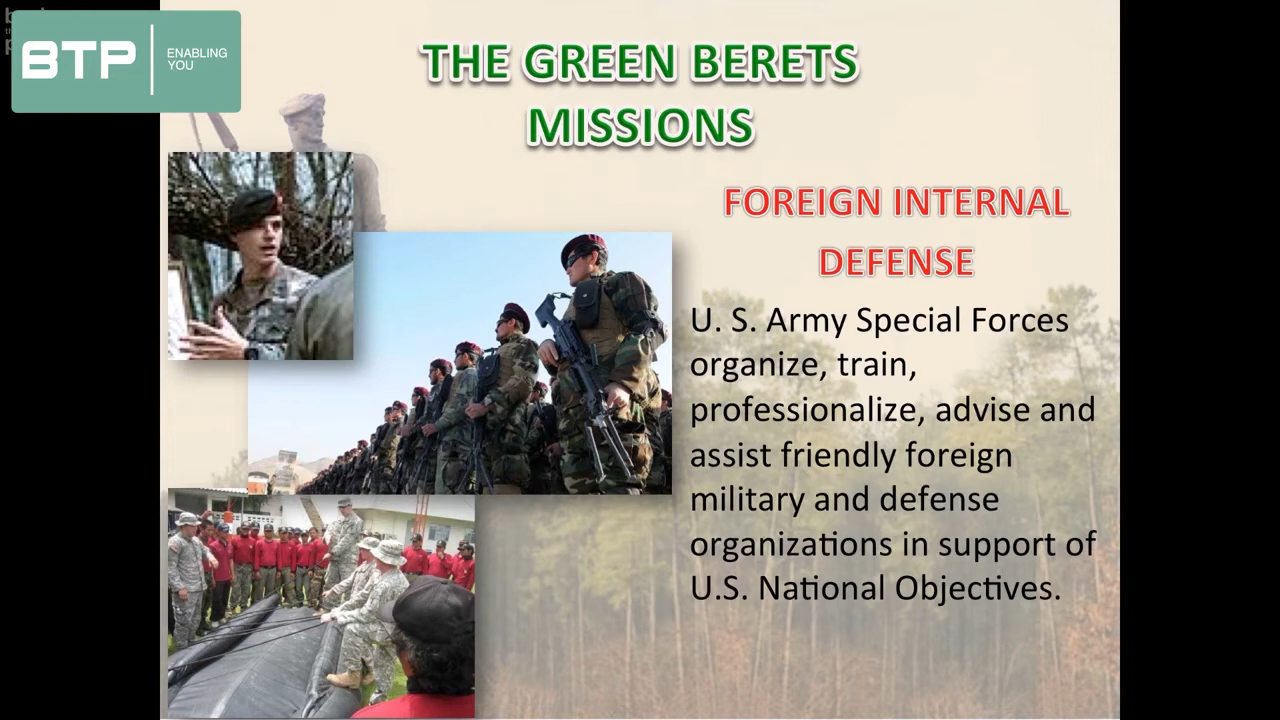 BTP
ENABLING
YOU
THE GREEN BERETS
MISSIONS
FOREIGN INTERNAL
DEFENSE
U. S. Army Special Forces
organize, train,
professionalize, advise and
assist friendly foreign
military and defense
organizations in support of
U.S. National Objectives.